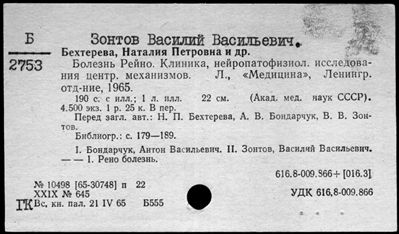 Б
2753
Зонтов Василий Васильевич.
Бехтерева, Наталия Петровна и др.
Болезнь Рейно. Клиника, нейропатофизиол. исследова-
ния центр. механизмов. Л., «Медицина», Ленингр.
отд-ние, 1965.
190 с. с илл.; 1 л. илл. 22 см. (Акад. мед. наук СССР).
4.500 экз. 1 р. 25 к. В пер.
Перед загл. авт.: Н. П. Бехтерева, А. В. Бондарчук, В. В. Зон-
тов.
Библиогр.: с. 179—189.
I. Бондарчук, Антон Васильевич. II. Зонтов, Василий Васильевич.
— — 1. Рено болезнь.
616.8-009.866+[016.3]
№ 10498 [65-30748] п 22
XXIX № 645
УДК 616.8-009.866
ГК Вс. кн. пал. 21 IV 65 Б555